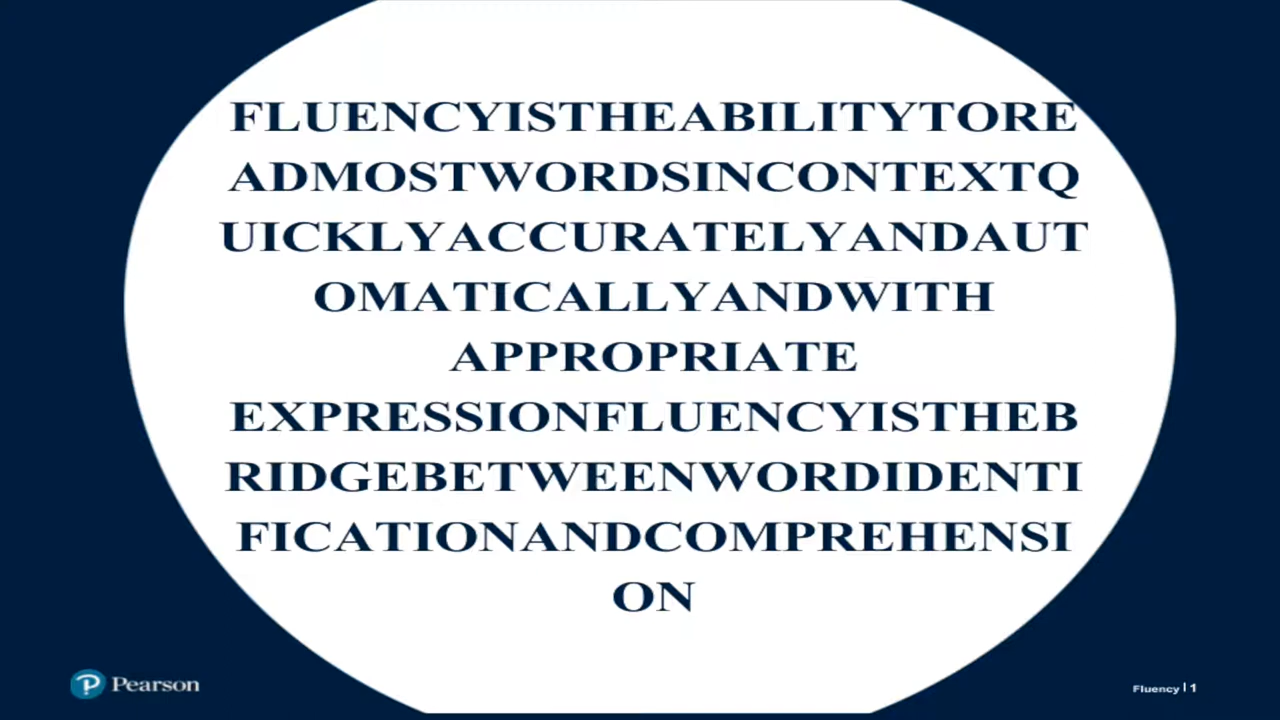 FLUENCYISTHEABILITYTORE
ADMOSTWORDSINCONTEXTQ
UICKLYACCURATELYANDAUT
OMATICALLYANDWITH
APPROPRIATE
EXPRESSIONFLUENCYISTHEB
RIDGEBETWEENWORDIDENTI
FICATIONANDCOMPREHENSI
ON
Pearson
Fluency | 1